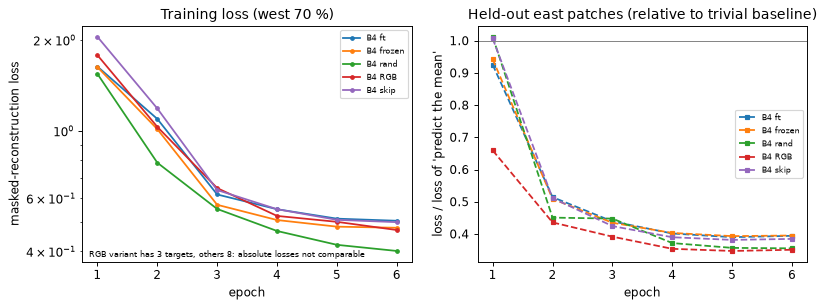 Training loss (west 70 %)
masked-reconstruction loss
2 × 10⁰
10⁰
6 × 10⁻¹
4 × 10⁻¹
B4 ft
B4 frozen
B4 rand
B4 RGB
B4 skip
RGB variant has 3 targets, others 8: absolute losses not comparable
1 2 3 4 5 6
epoch
Held-out east patches (relative to trivial baseline)
loss / loss of 'predict the mean'
1.0
0.9
0.8
0.7
0.6
0.5
0.4
B4 ft
B4 frozen
B4 rand
B4 RGB
B4 skip
1 2 3 4 5 6
epoch